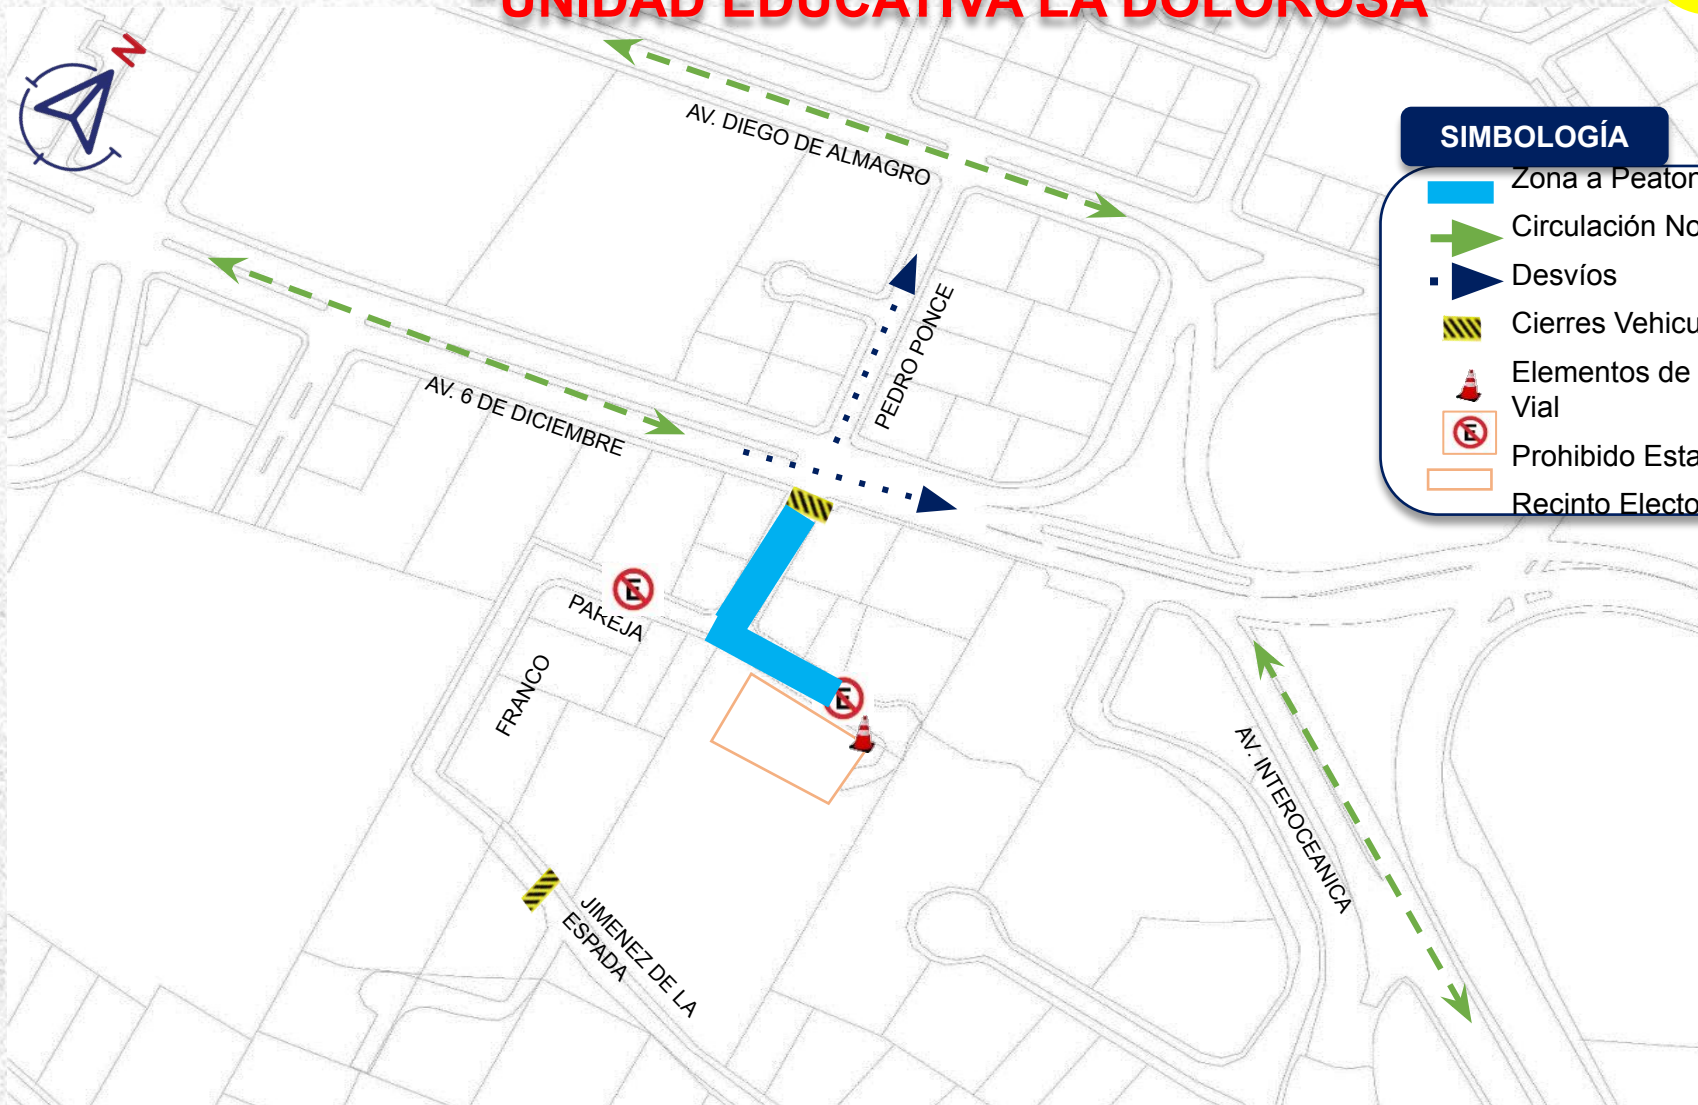 UNIDAD EDUCATIVA LA DOLOROSA
N
AV. DIEGO DE ALMAGRO
SIMBOLOGÍA
Zona a Peaton
Circulación No
Desvíos
Cierres Vehicu
Elementos de
Vial
E
Prohibido Esta
Recinto Electo
PEDRO PONCE
AV. 6 DE DICIEMBRE
E
PAREJA
FRANCO
E
AV. INTEROCEANICA
JIMENEZ DE LA
ESPADA